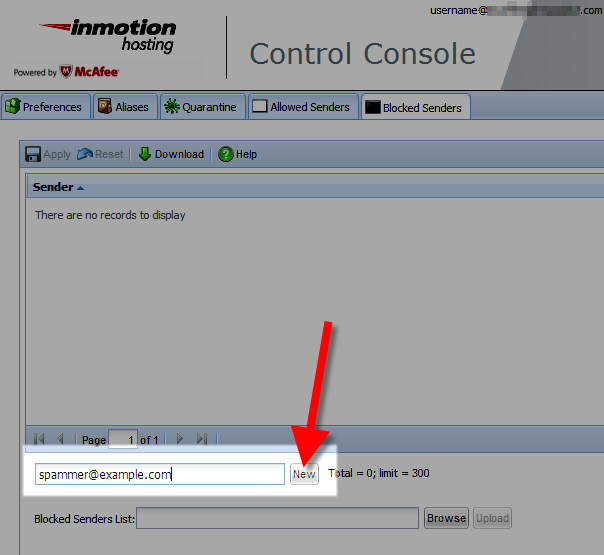 username@ .com
inmotion
hosting
Powered by McAfee
Control Console
Preferences Aliases Quarantine Allowed Senders Blocked Senders
Apply Reset Download ? Help
Sender
There are no records to display
Page 1 of 1
spammer@example.com New Total = 0; limit = 300
Blocked Senders List: Browse Upload